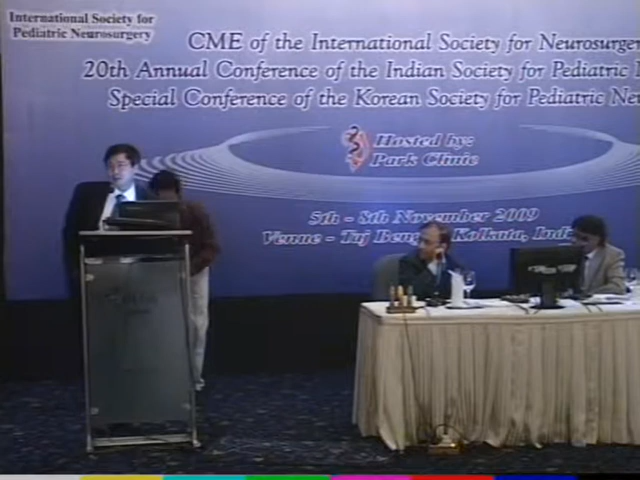 International Society for
Pediatric Neurosurgery
CME of the International Society for Neurosurge
20th Annual Conference of the Indian Society for Pediatric
Special Conference of the Korean Society for Pediatric Ne
Hosted by:
Park Clinic
5th - 8th November 2009
Venue - Taj Beng Kolkata, Indi